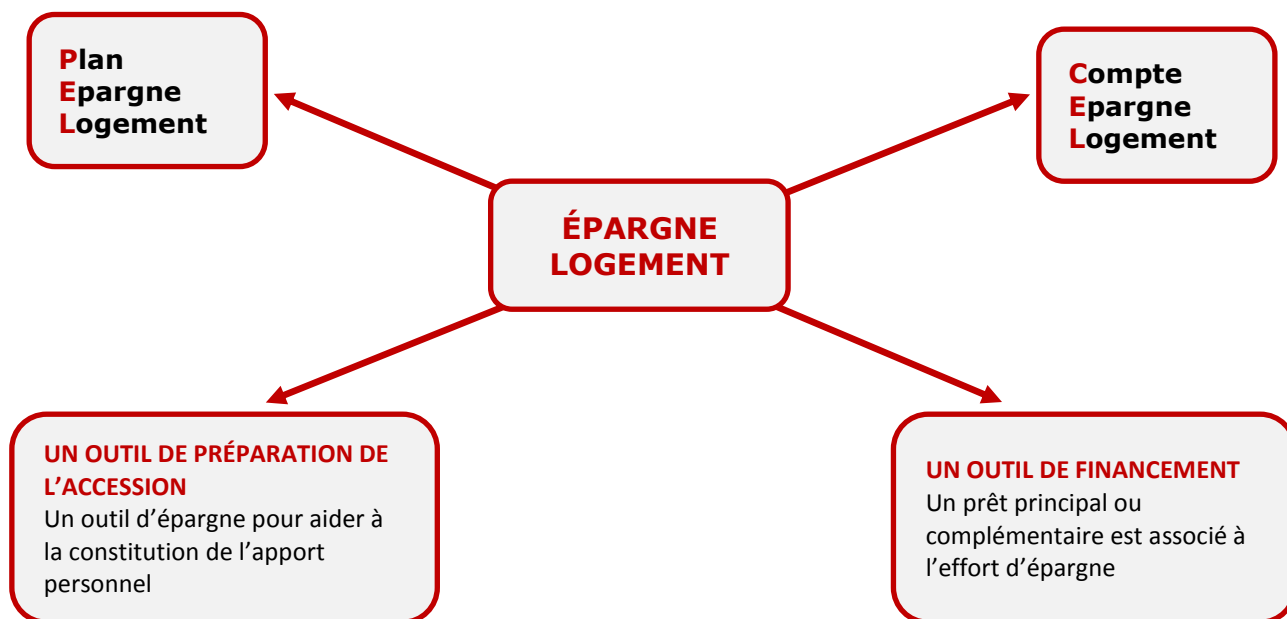 Plan
Epargne
Logement
Compte
Epargne
Logement
ÉPARGNE
LOGEMENT
UN OUTIL DE PRÉPARATION DE
L’ACCESSION
Un outil d’épargne pour aider à
la constitution de l’apport
personnel
UN OUTIL DE FINANCEMENT
Un prêt principal ou
complémentaire est associé à
l’effort d’épargne